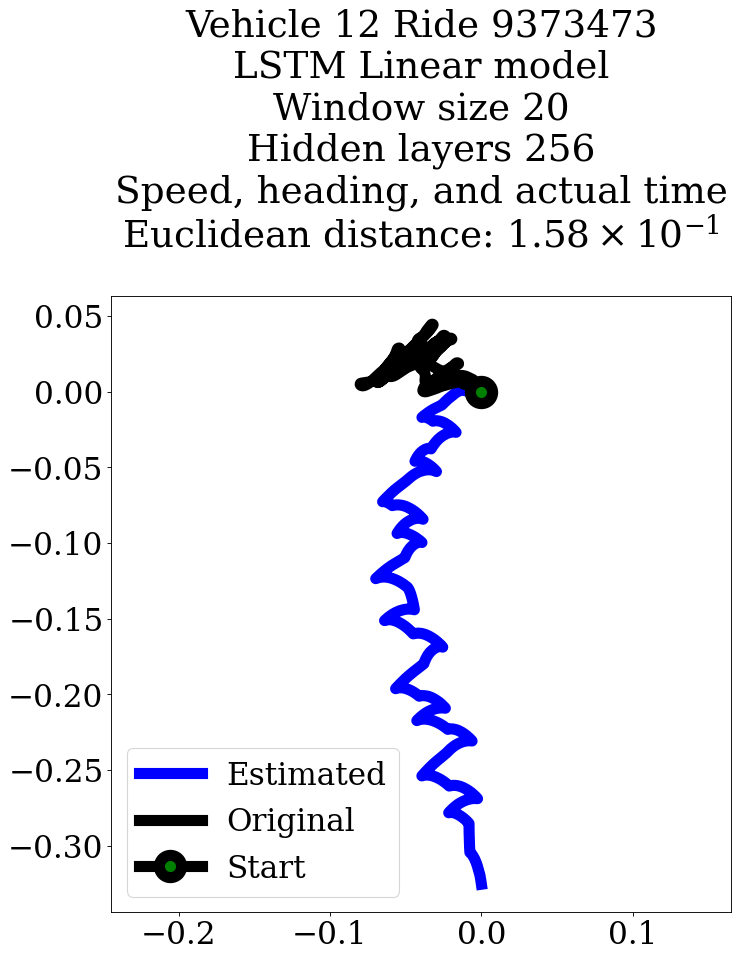 Vehicle 12 Ride 9373473
LSTM Linear model
Window size 20
Hidden layers 256
Speed, heading, and actual time
Euclidean distance: 1.58 × 10⁻¹
0.05
0.00
−0.05
−0.10
−0.15
−0.20
−0.25
−0.30
Estimated
Original
Start
−0.2 −0.1 0.0 0.1